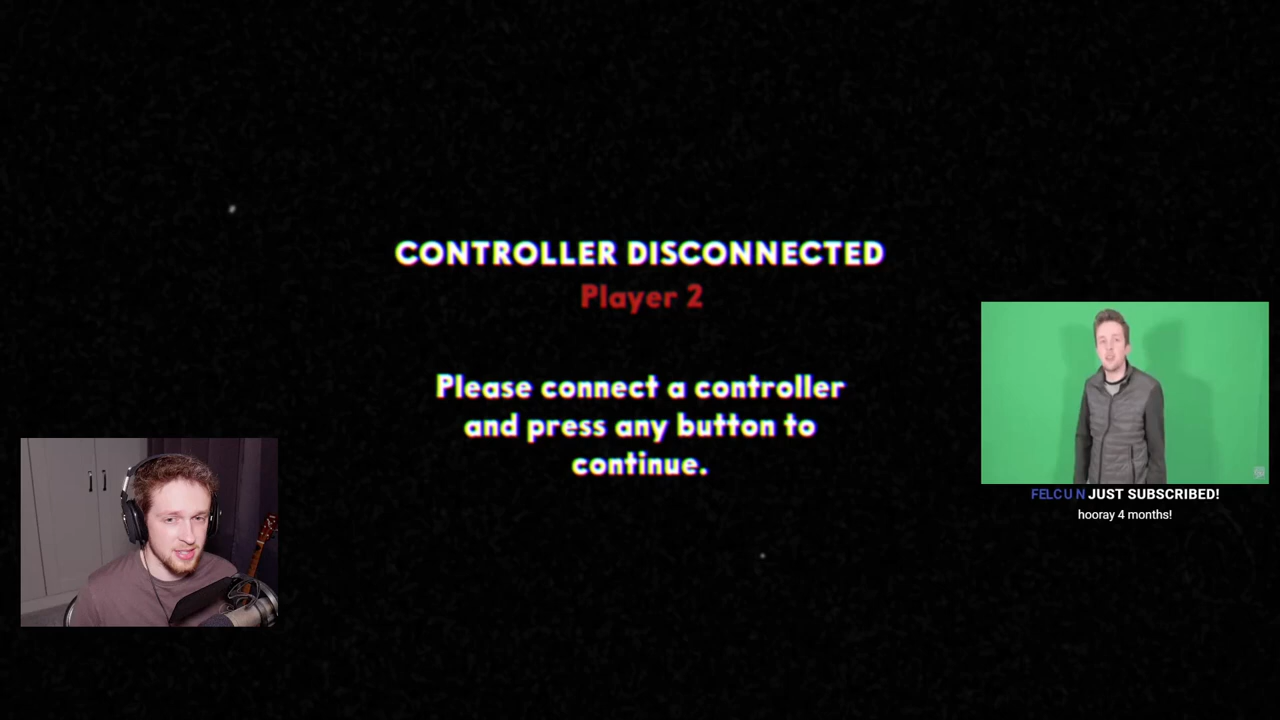 CONTROLLER DISCONNECTED
Player 2
Please connect a controller
and press any button to
continue.
FELCU N JUST SUBSCRIBED!
hooray 4 months!